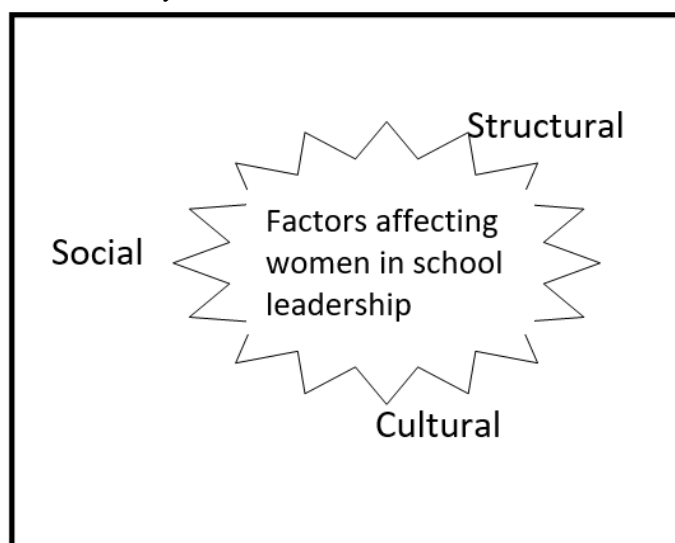 Structural
Social
Factors affecting
women in school
leadership
Cultural